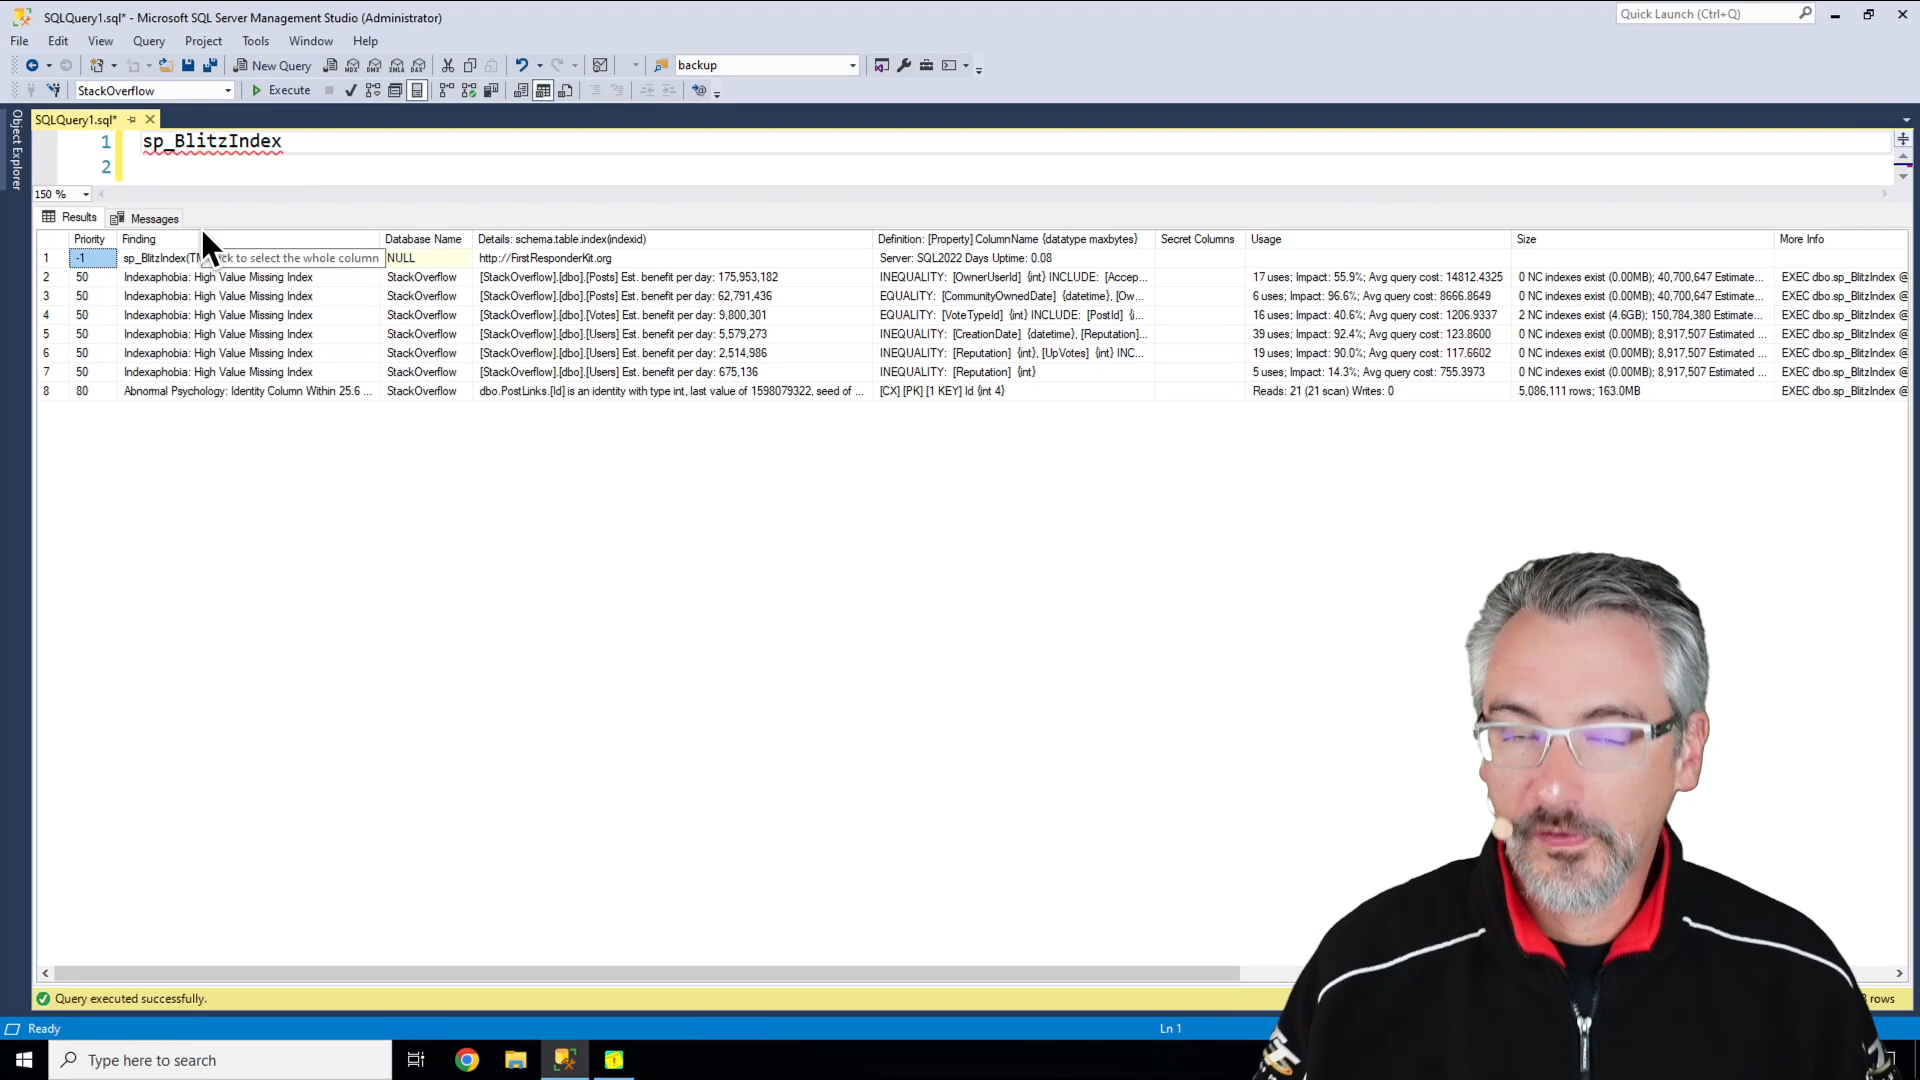 SQLQuery1.sql* - Microsoft SQL Server Management Studio (Administrator)
Quick Launch (Ctrl+Q)
File Edit View Query Project Tools Window Help
New Query
backup
StackOverflow
Execute
Object Explorer
SQLQuery1.sql*
1 sp_BlitzIndex
2
150 %
Results Messages
Priority Finding Database Name Details: schema.table.index(indexid) Definition: [Property] ColumnName {datatype maxbytes} Secret Columns Usage Size More Info
1 -1 sp_BlitzIndex(TM ck to select the whole column NULL http://FirstResponderKit.org Server: SQL2022 Days Uptime: 0.08
2 50 Indexaphobia: High Value Missing Index StackOverflow [StackOverflow].[dbo].[Posts] Est. benefit per day: 175,953,182 INEQUALITY: [OwnerUserId] {int} INCLUDE: [Accep... 17 uses; Impact: 55.9%; Avg query cost: 14812.4325 0 NC indexes exist (0.00MB); 40,700,647 Estimate... EXEC dbo.sp_BlitzIndex @
3 50 Indexaphobia: High Value Missing Index StackOverflow [StackOverflow].[dbo].[Posts] Est. benefit per day: 62,791,436 EQUALITY: [CommunityOwnedDate] {datetime}, [Ow... 6 uses; Impact: 96.6%; Avg query cost: 8666.8649 0 NC indexes exist (0.00MB); 40,700,647 Estimate... EXEC dbo.sp_BlitzIndex @
4 50 Indexaphobia: High Value Missing Index StackOverflow [StackOverflow].[dbo].[Votes] Est. benefit per day: 9,800,301 EQUALITY: [VoteTypeId] {int} INCLUDE: [PostId] {i... 16 uses; Impact: 40.6%; Avg query cost: 1206.9337 2 NC indexes exist (4.6GB); 150,784,380 Estimate... EXEC dbo.sp_BlitzIndex @
5 50 Indexaphobia: High Value Missing Index StackOverflow [StackOverflow].[dbo].[Users] Est. benefit per day: 5,579,273 INEQUALITY: [CreationDate] {datetime}, [Reputation]... 39 uses; Impact: 92.4%; Avg query cost: 123.8600 0 NC indexes exist (0.00MB); 8,917,507 Estimated ... EXEC dbo.sp_BlitzIndex @
6 50 Indexaphobia: High Value Missing Index StackOverflow [StackOverflow].[dbo].[Users] Est. benefit per day: 2,514,986 INEQUALITY: [Reputation] {int}, [UpVotes] {int} INC... 19 uses; Impact: 90.0%; Avg query cost: 117.6602 0 NC indexes exist (0.00MB); 8,917,507 Estimated ... EXEC dbo.sp_BlitzIndex @
7 50 Indexaphobia: High Value Missing Index StackOverflow [StackOverflow].[dbo].[Users] Est. benefit per day: 675,136 INEQUALITY: [Reputation] {int} 5 uses; Impact: 14.3%; Avg query cost: 755.3973 0 NC indexes exist (0.00MB); 8,917,507 Estimated ... EXEC dbo.sp_BlitzIndex @
8 80 Abnormal Psychology: Identity Column Within 25.6 ... StackOverflow dbo.PostLinks.[Id] is an identity with type int, last value of 1598079322, seed of ... [CX] [PK] [1 KEY] Id {int 4} Reads: 21 (21 scan) Writes: 0 5,086,111 rows; 163.0MB EXEC dbo.sp_BlitzIndex @
Query executed successfully.
rows
Ready
Ln 1
Type here to search